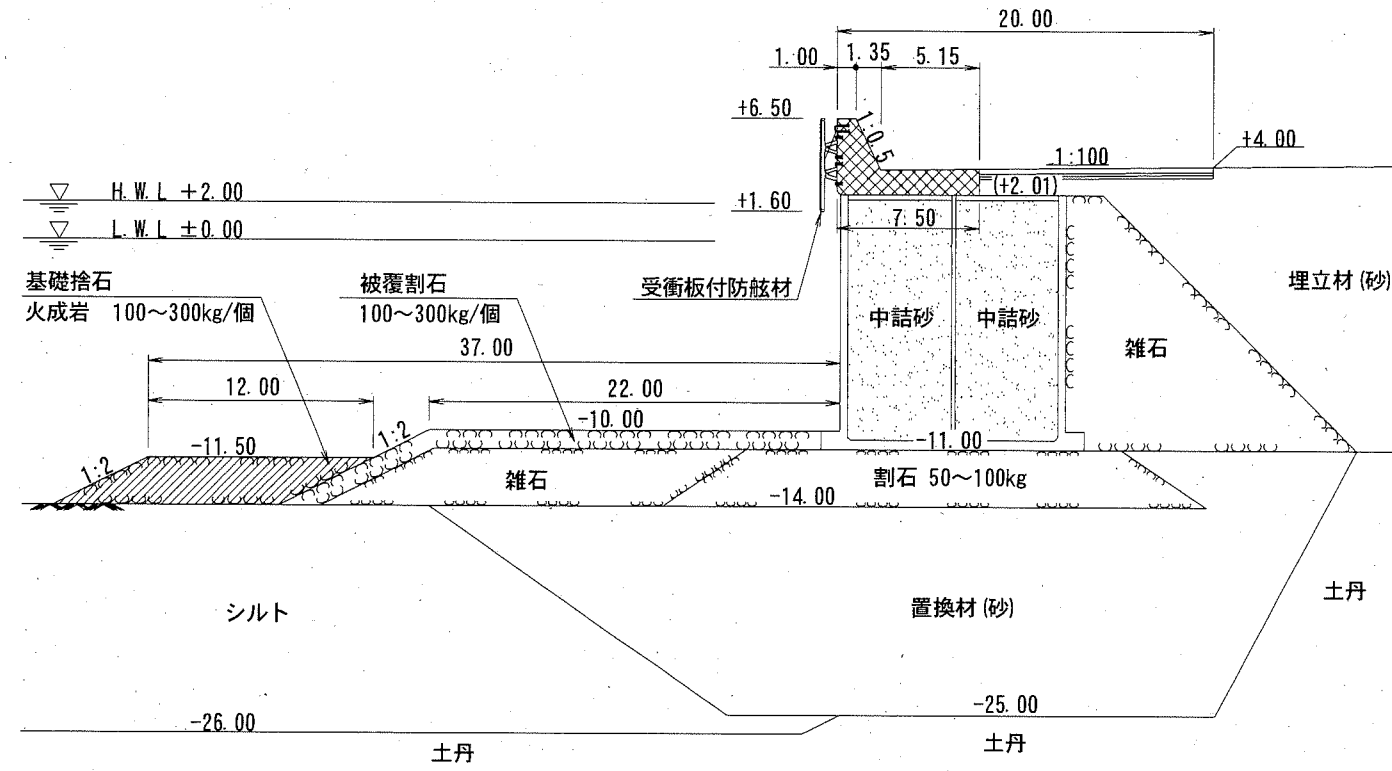 20.00
1.00 1.35 5.15
+6.50
1:0.5
1:100
+4.00
(+2.01)
H.W.L +2.00
+1.60
7.50
L.W.L ±0.00
基礎捨石
火成岩 100～300kg/個
被覆割石
100～300kg/個
受衝板付防舷材
埋立材(砂)
中詰砂
中詰砂
雑石
37.00
12.00
22.00
-10.00
1:2
-11.50
-11.00
1:2
雑石
割石 50～100kg
-14.00
シルト
置換材(砂)
土丹
-25.00
-26.00
土丹
土丹